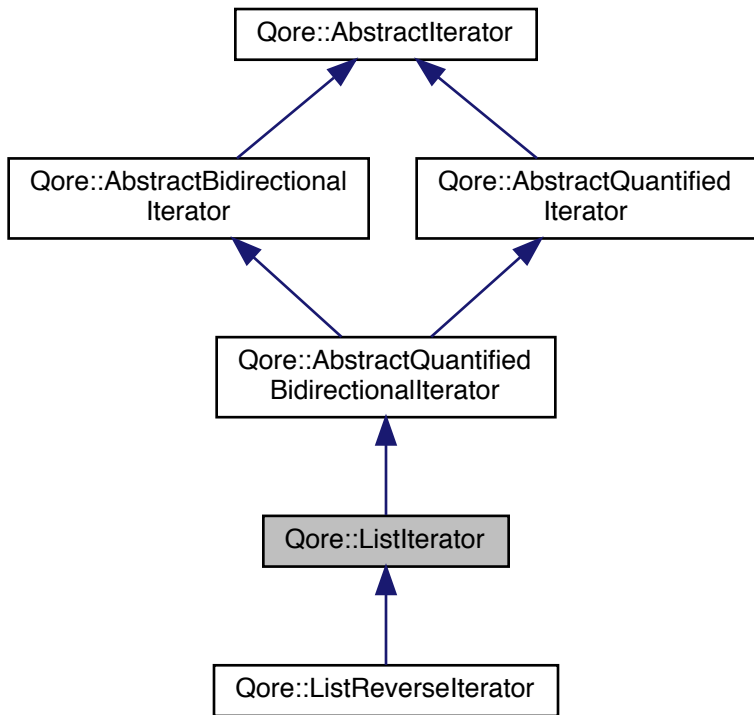 Qore::AbstractIterator
Qore::AbstractBidirectional
Iterator
Qore::AbstractQuantified
Iterator
Qore::AbstractQuantified
BidirectionalIterator
Qore::ListIterator
Qore::ListReverseIterator